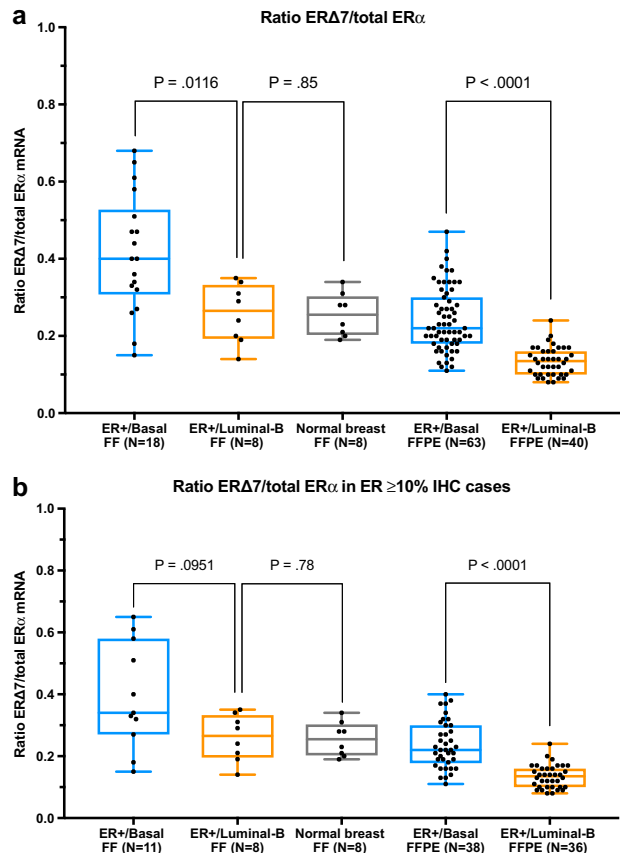 a
Ratio ERΔ7/total ERα
P = .0116
P = .85
P < .0001
Ratio ERΔ7/total ERα mRNA
1.0
0.8
0.6
0.4
0.2
0.0
ER+/Basal
FF (N=18)
ER+/Luminal-B
FF (N=8)
Normal breast
FF (N=8)
ER+/Basal
FFPE (N=63)
ER+/Luminal-B
FFPE (N=40)
b
Ratio ERΔ7/total ERα in ER ≥10% IHC cases
P = .0951
P = .78
P < .0001
Ratio ERΔ7/total ERα mRNA
1.0
0.8
0.6
0.4
0.2
0.0
ER+/Basal
FF (N=11)
ER+/Luminal-B
FF (N=8)
Normal breast
FF (N=8)
ER+/Basal
FFPE (N=38)
ER+/Luminal-B
FFPE (N=36)